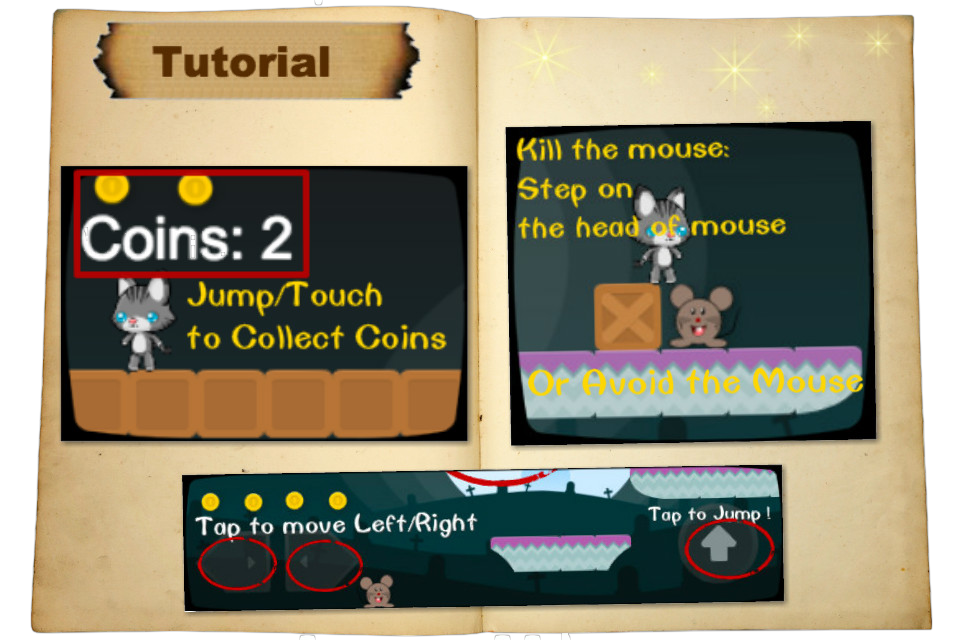 Tutorial
Coins: 2
Jump/Touch
to Collect Coins
Kill the mouse:
Step on
the head of mouse
Or Avoid the Mouse
Tap to move Left/Right
Tap to Jump !